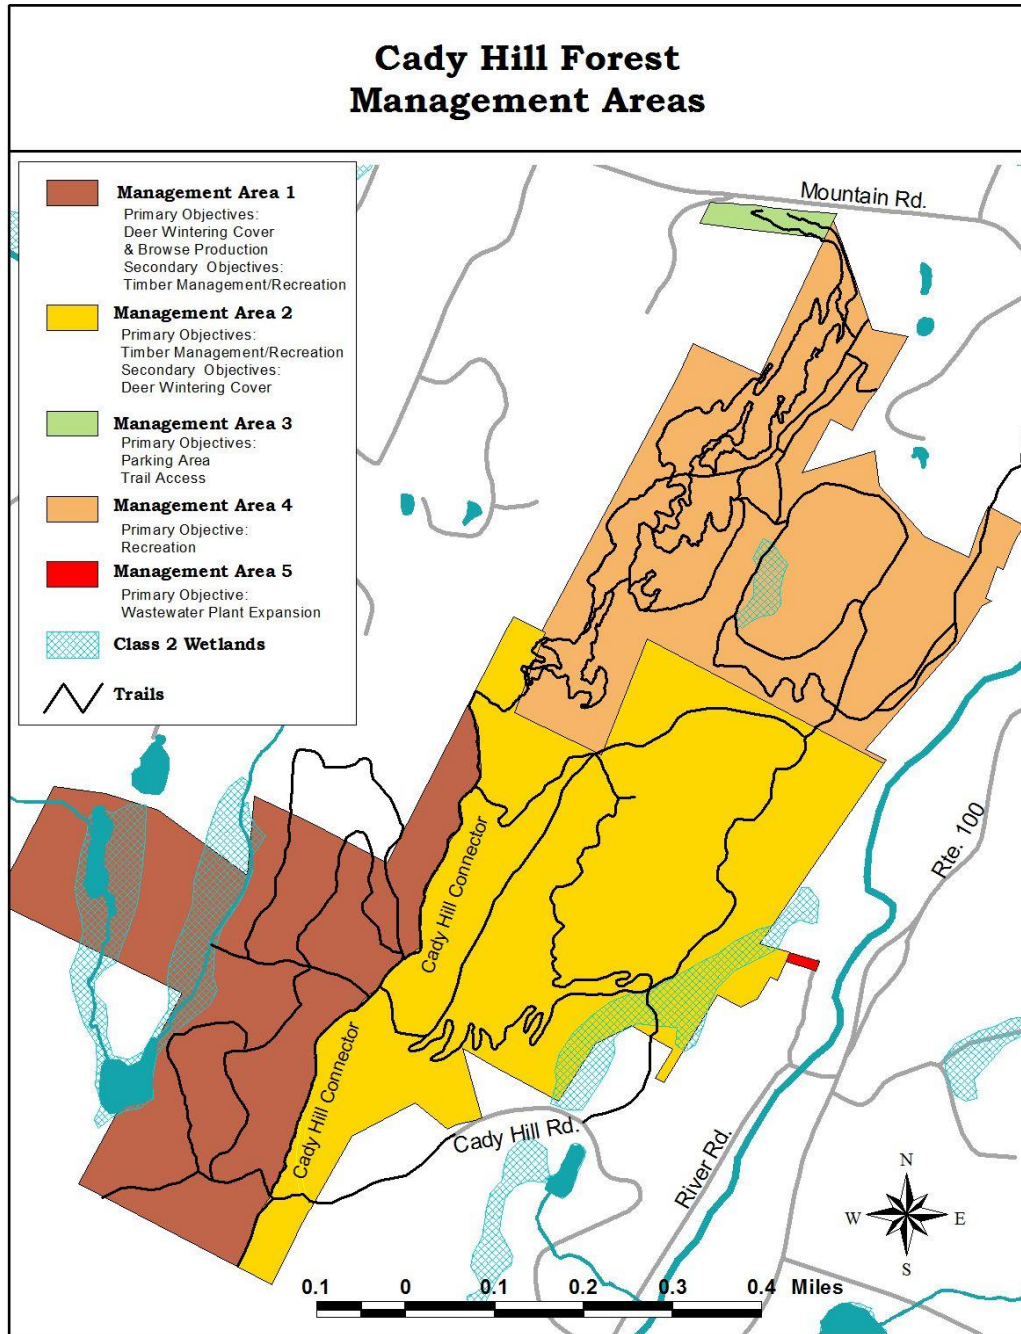 Cady Hill Forest
Management Areas
Management Area 1
Primary Objectives:
Deer Wintering Cover
& Browse Production
Secondary Objectives:
Timber Management/Recreation
Management Area 2
Primary Objectives:
Timber Management/Recreation
Secondary Objectives:
Deer Wintering Cover
Management Area 3
Primary Objectives:
Parking Area
Trail Access
Management Area 4
Primary Objective:
Recreation
Management Area 5
Primary Objective:
Wastewater Plant Expansion
Class 2 Wetlands
Trails
Mountain Rd.
Rte. 100
Cady Hill Connector
Cady Hill Connector
Cady Hill Rd.
River Rd.
N
W E
S
0.1 0 0.1 0.2 0.3 0.4 Miles